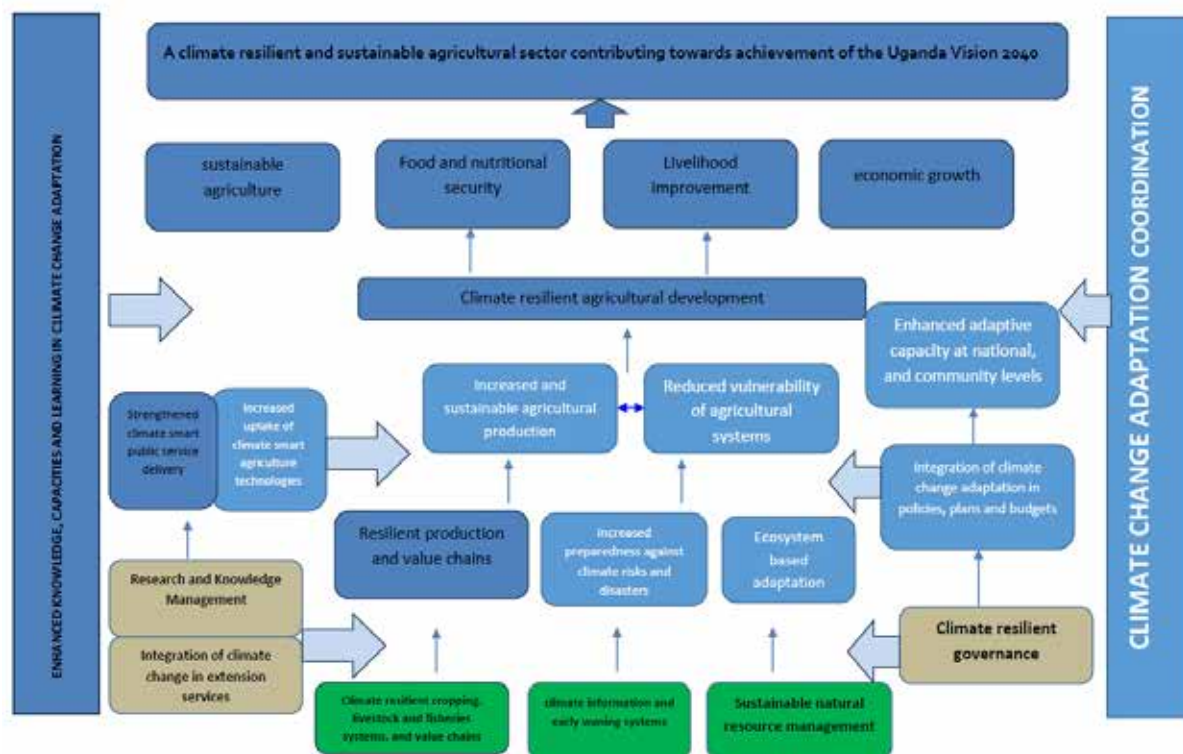 A climate resilient and sustainable agricultural sector contributing towards achievement of the Uganda Vision 2040
ENHANCED KNOWLEDGE, CAPACITIES AND LEARNING IN CLIMATE CHANGE ADAPTATION
CLIMATE CHANGE ADAPTATION COORDINATION
sustainable
agriculture
Food and nutritional
security
Livelihood
improvement
economic growth
Climate resilient agricultural development
Enhanced adaptive
capacity at national,
and community levels
Increased and
sustainable agricultural
production
Reduced vulnerability
of agricultural
systems
Strengthened
climate smart
public service
delivery
Increased
uptake of
climate smart
agriculture
technologies
Integration of climate
change adaptation in
policies, plans and budgets
Resilient production
and value chains
Increased
preparedness against
climate risks and
disasters
Ecosystem
based
adaptation
Research and Knowledge
Management
Integration of climate
change in extension
services
Climate resilient
governance
Climate resilient cropping,
livestock and fisheries
systems, and value chains
climate information and
early warning systems
Sustainable natural
resource management